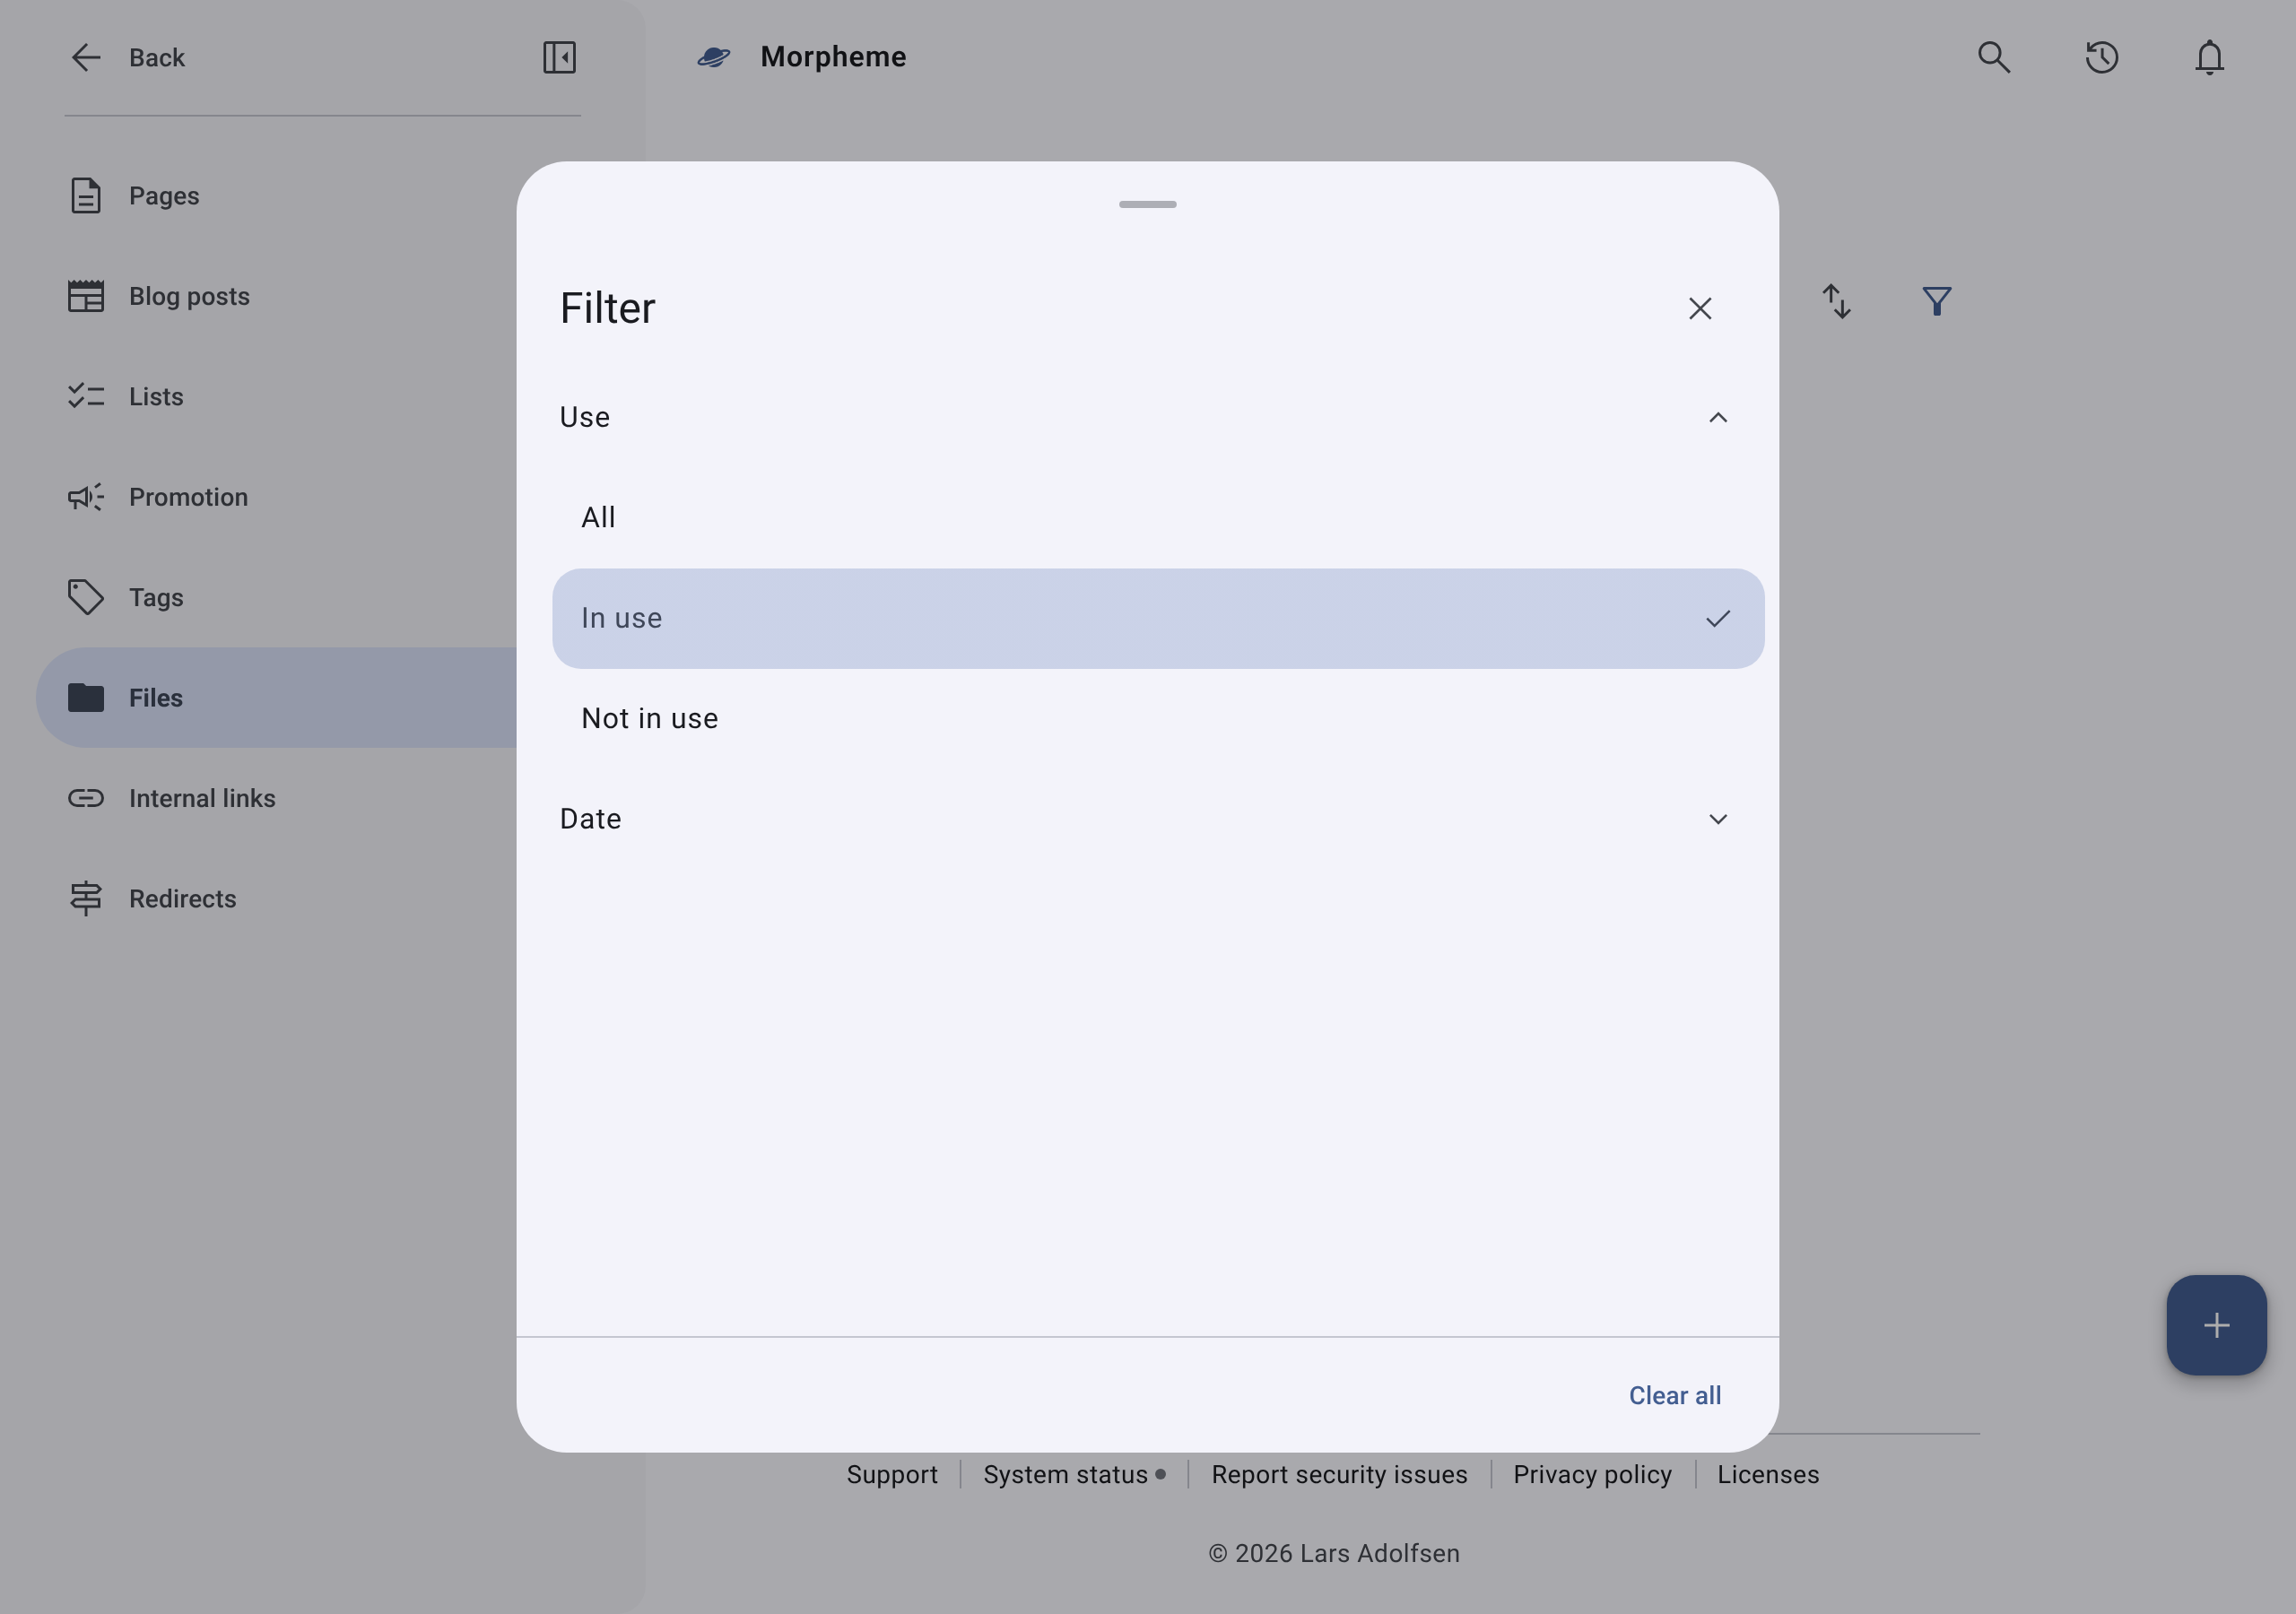 Back
Morpheme
Pages
Blog posts
Lists
Promotion
Tags
Files
Internal links
Redirects
Filter
Use
All
In use
Not in use
Date
Clear all
Support
System status
Report security issues
Privacy policy
Licenses
© 2026 Lars Adolfsen